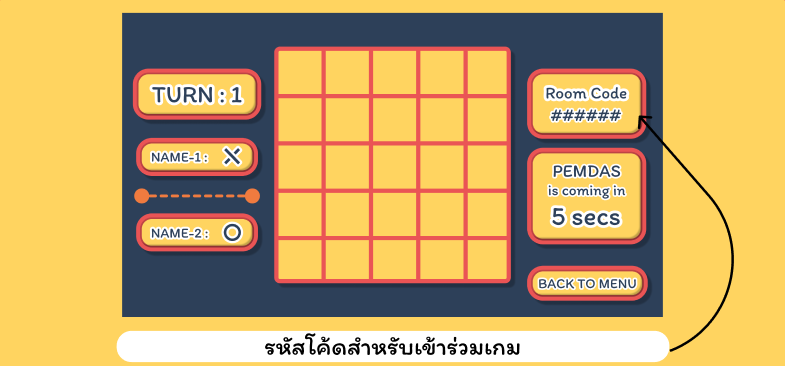 TURN : 1
NAME-1 : X
NAME-2 : O
Room Code
######
PEMDAS
is coming in
5 secs
BACK TO MENU
รหัสโค้ดสำหรับเข้าร่วมเกม